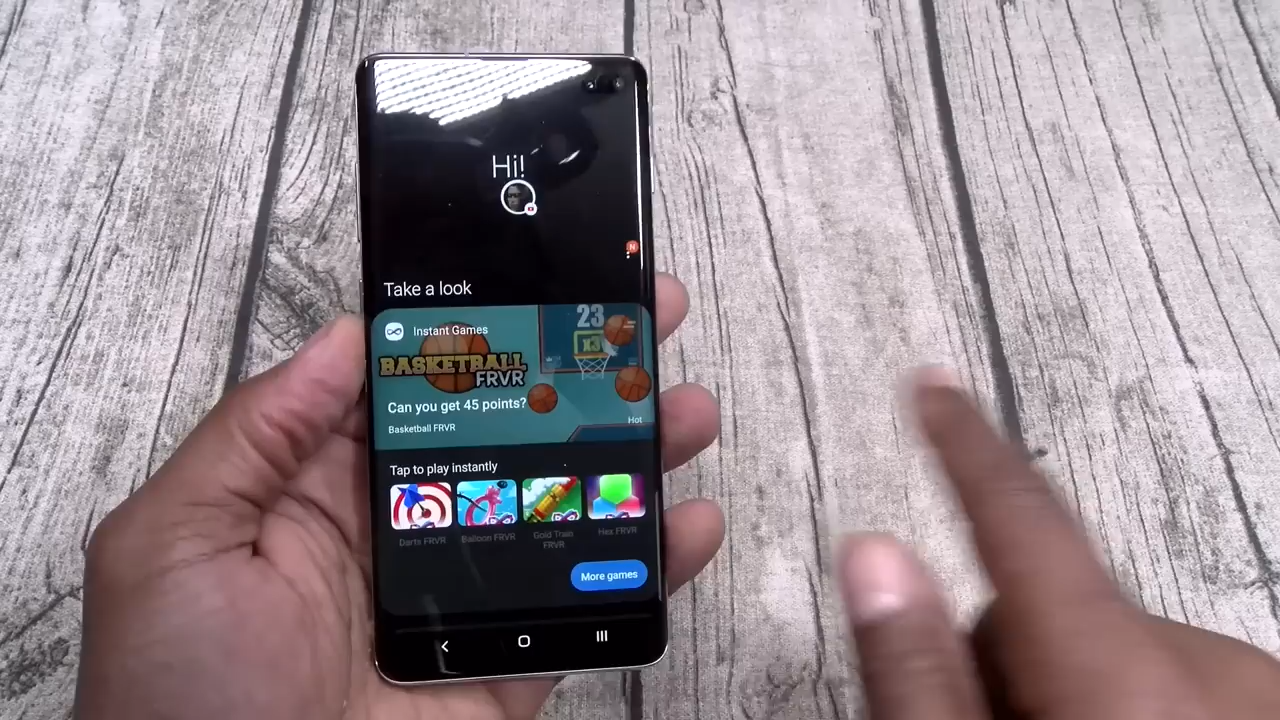 Hi!
N
Take a look
Instant Games
23
x3
BASKETBALL
FRVR
Can you get 45 points?
Hot
Basketball FRVR
Tap to play instantly
Darts FRVR
Balloon FRVR
Gold Train
FRVR
Hex FRVR
More games